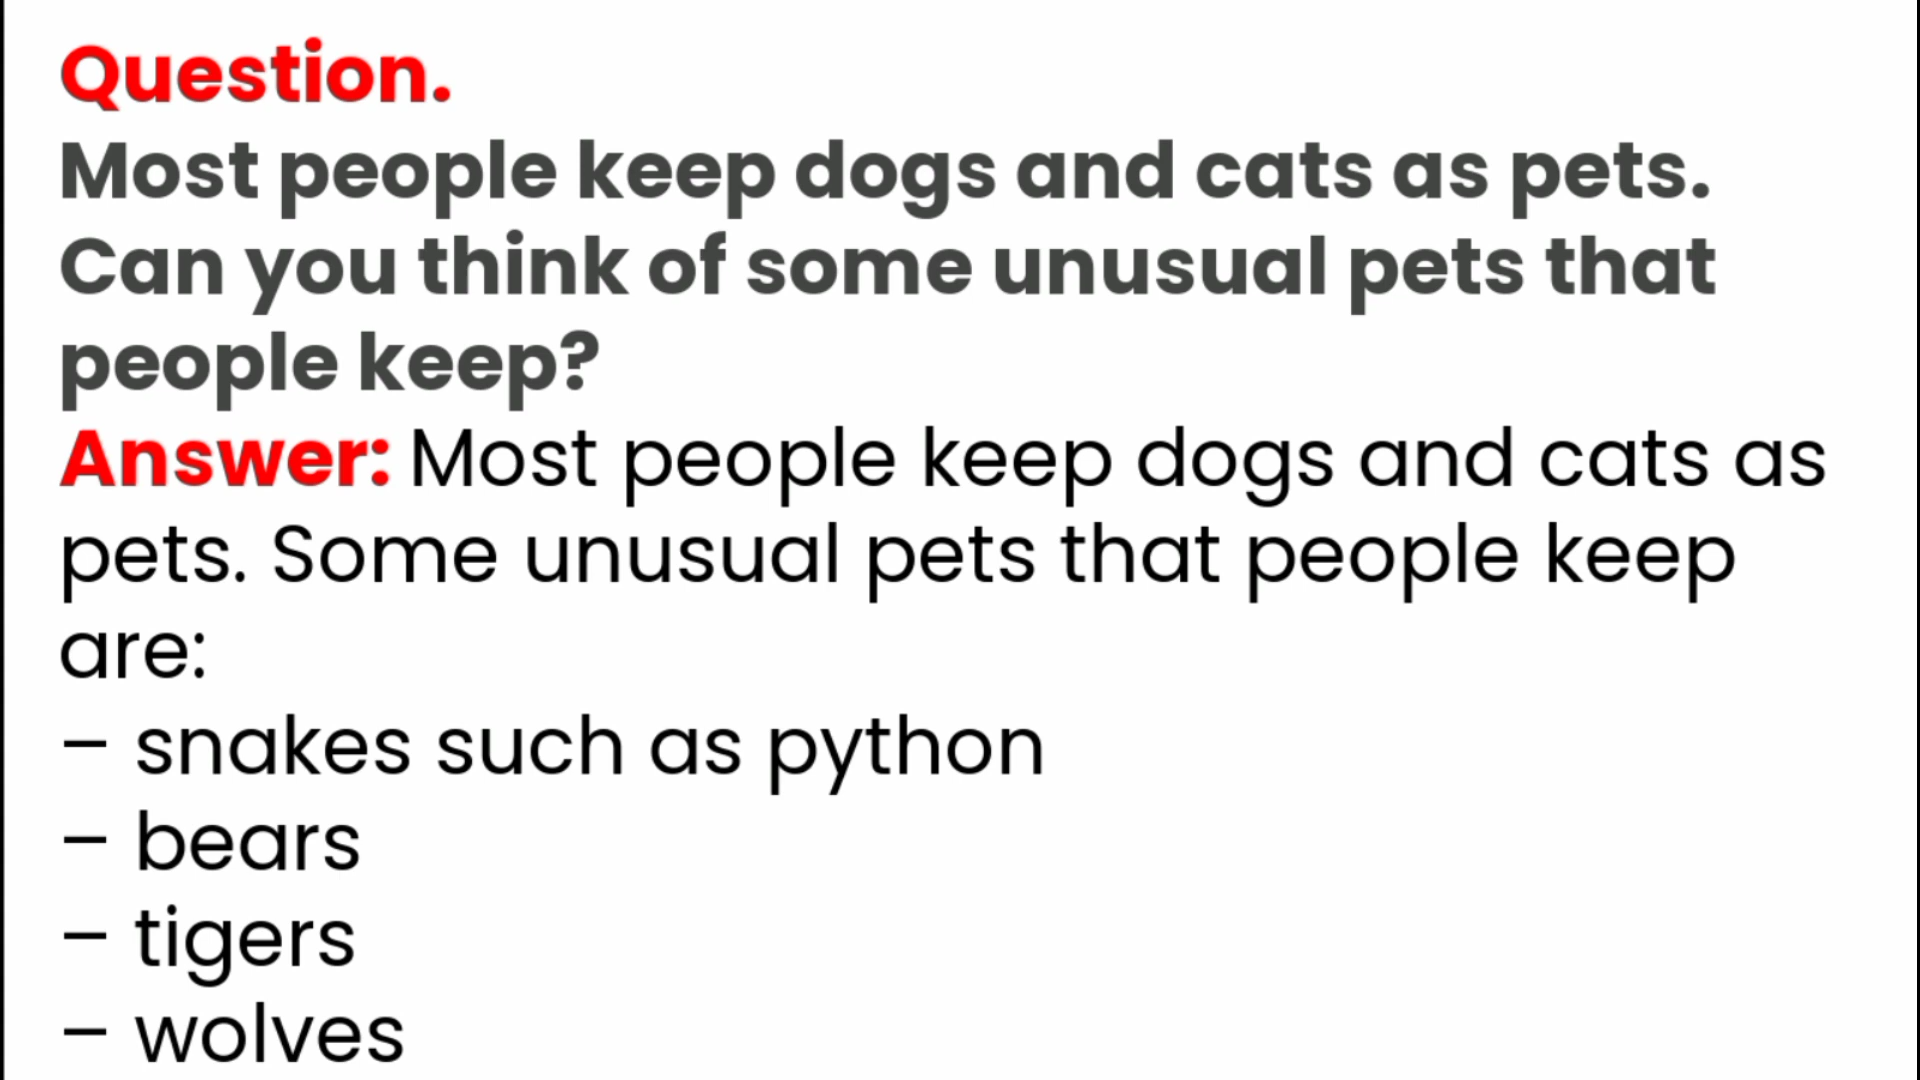 Question.
Most people keep dogs and cats as pets.
Can you think of some unusual pets that
people keep?
Answer: Most people keep dogs and cats as
pets. Some unusual pets that people keep
are:
– snakes such as python
– bears
– tigers
– wolves